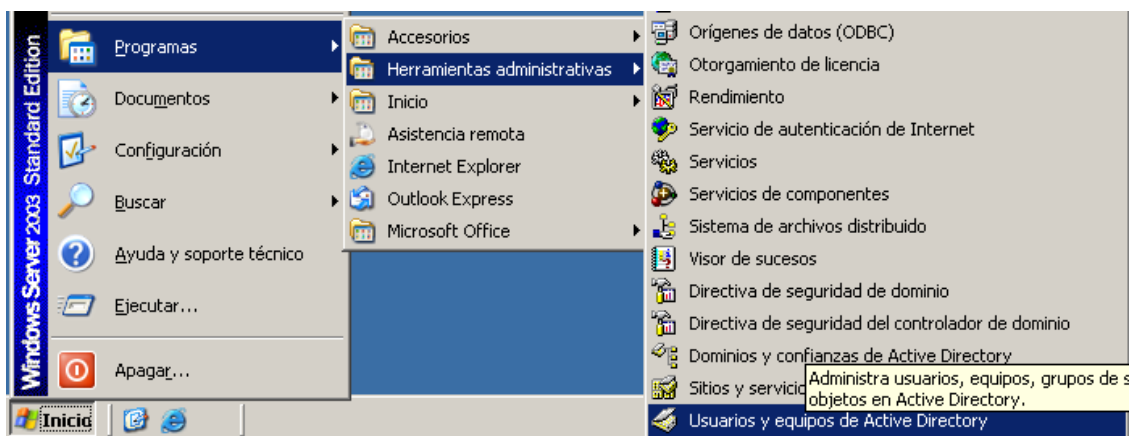 Windows Server 2003 Standard Edition
Programas
Documentos
Configuración
Buscar
Ayuda y soporte técnico
Ejecutar...
Apagar...
Inicio
Accesorios
Herramientas administrativas
Inicio
Asistencia remota
Internet Explorer
Outlook Express
Microsoft Office
Orígenes de datos (ODBC)
Otorgamiento de licencia
Rendimiento
Servicio de autenticación de Internet
Servicios
Servicios de componentes
Sistema de archivos distribuido
Visor de sucesos
Directiva de seguridad de dominio
Directiva de seguridad del controlador de dominio
Dominios y confianzas de Active Directory
Sitios y servicio
Administra usuarios, equipos, grupos de s
objetos en Active Directory.
Usuarios y equipos de Active Directory